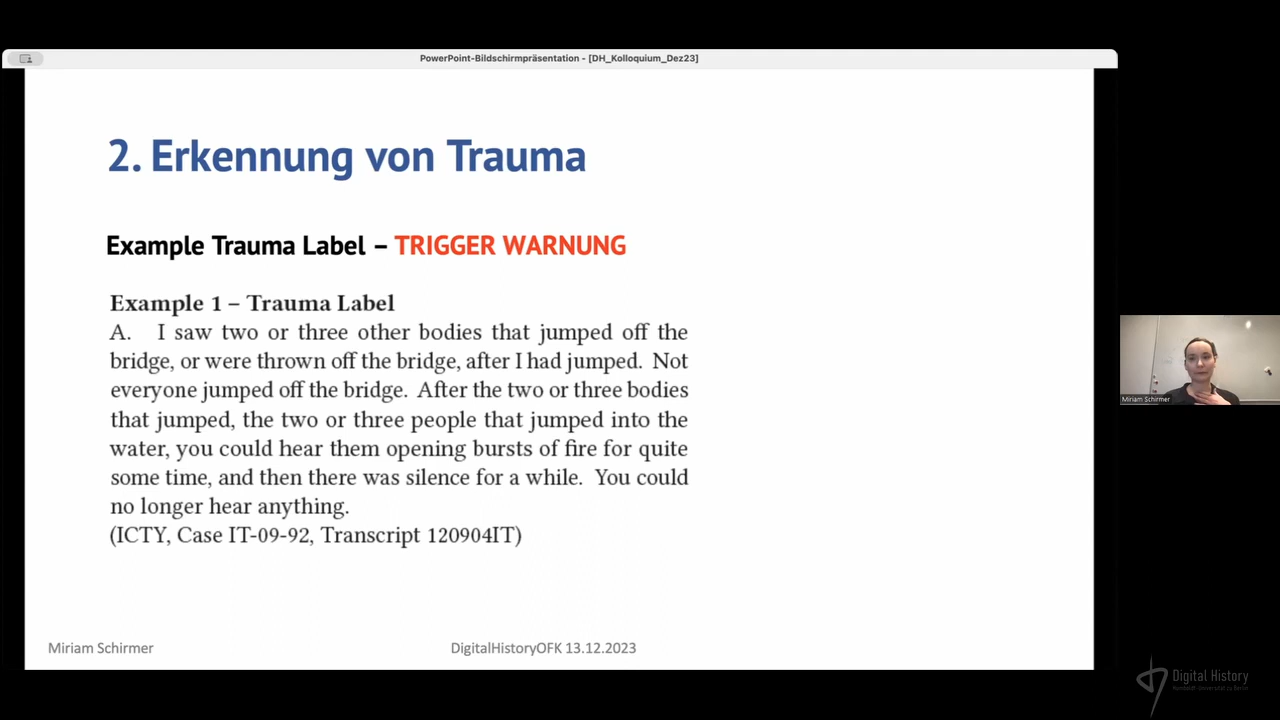 PowerPoint-Bildschirmpräsentation - [DH_Kolloquium_Dez23]
2. Erkennung von Trauma
Example Trauma Label – TRIGGER WARNUNG
Example 1 – Trauma Label
A. I saw two or three other bodies that jumped off the
bridge, or were thrown off the bridge, after I had jumped. Not
everyone jumped off the bridge. After the two or three bodies
that jumped, the two or three people that jumped into the
water, you could hear them opening bursts of fire for quite
some time, and then there was silence for a while. You could
no longer hear anything.
(ICTY, Case IT-09-92, Transcript 120904IT)
Miriam Schirmer
DigitalHistoryOFK 13.12.2023
Miriam Schirmer
Digital History
Humboldt-Universität zu Berlin